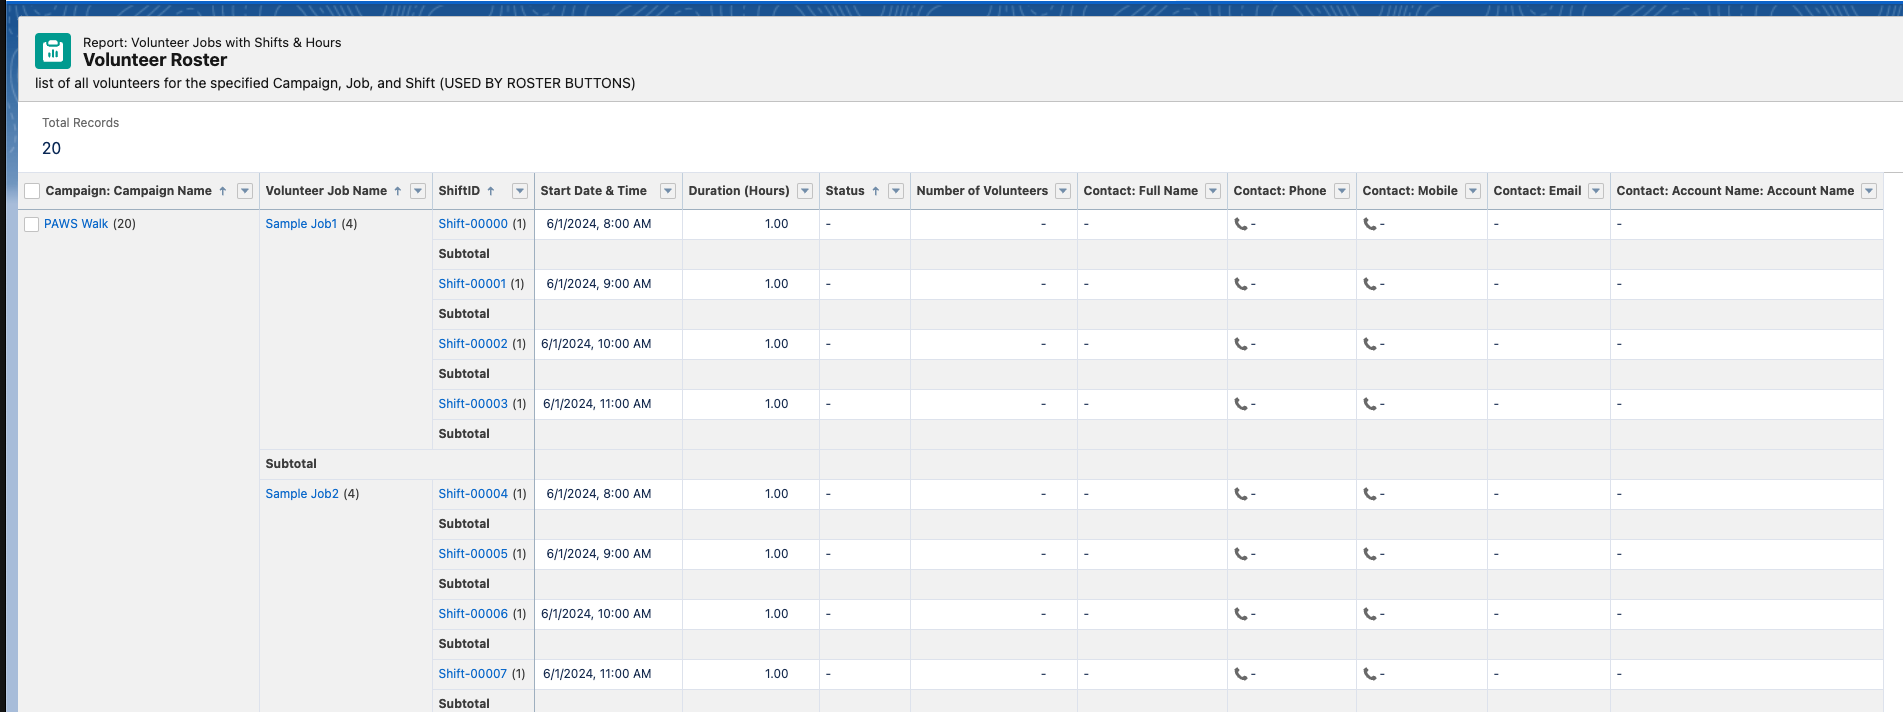 Report: Volunteer Jobs with Shifts & Hours
Volunteer Roster
list of all volunteers for the specified Campaign, Job, and Shift (USED BY ROSTER BUTTONS)
Total Records
20
Campaign: Campaign Name ↑ Volunteer Job Name ↑ ShiftID ↑ Start Date & Time Duration (Hours) Status ↑ Number of Volunteers Contact: Full Name Contact: Phone Contact: Mobile Contact: Email Contact: Account Name: Account Name
PAWS Walk (20) Sample Job1 (4) Shift-00000 (1) 6/1/2024, 8:00 AM 1.00 - - - - - - -
Subtotal
Shift-00001 (1) 6/1/2024, 9:00 AM 1.00 - - - - - - -
Subtotal
Shift-00002 (1) 6/1/2024, 10:00 AM 1.00 - - - - - - -
Subtotal
Shift-00003 (1) 6/1/2024, 11:00 AM 1.00 - - - - - - -
Subtotal
Subtotal
Sample Job2 (4) Shift-00004 (1) 6/1/2024, 8:00 AM 1.00 - - - - - - -
Subtotal
Shift-00005 (1) 6/1/2024, 9:00 AM 1.00 - - - - - - -
Subtotal
Shift-00006 (1) 6/1/2024, 10:00 AM 1.00 - - - - - - -
Subtotal
Shift-00007 (1) 6/1/2024, 11:00 AM 1.00 - - - - - - -
Subtotal